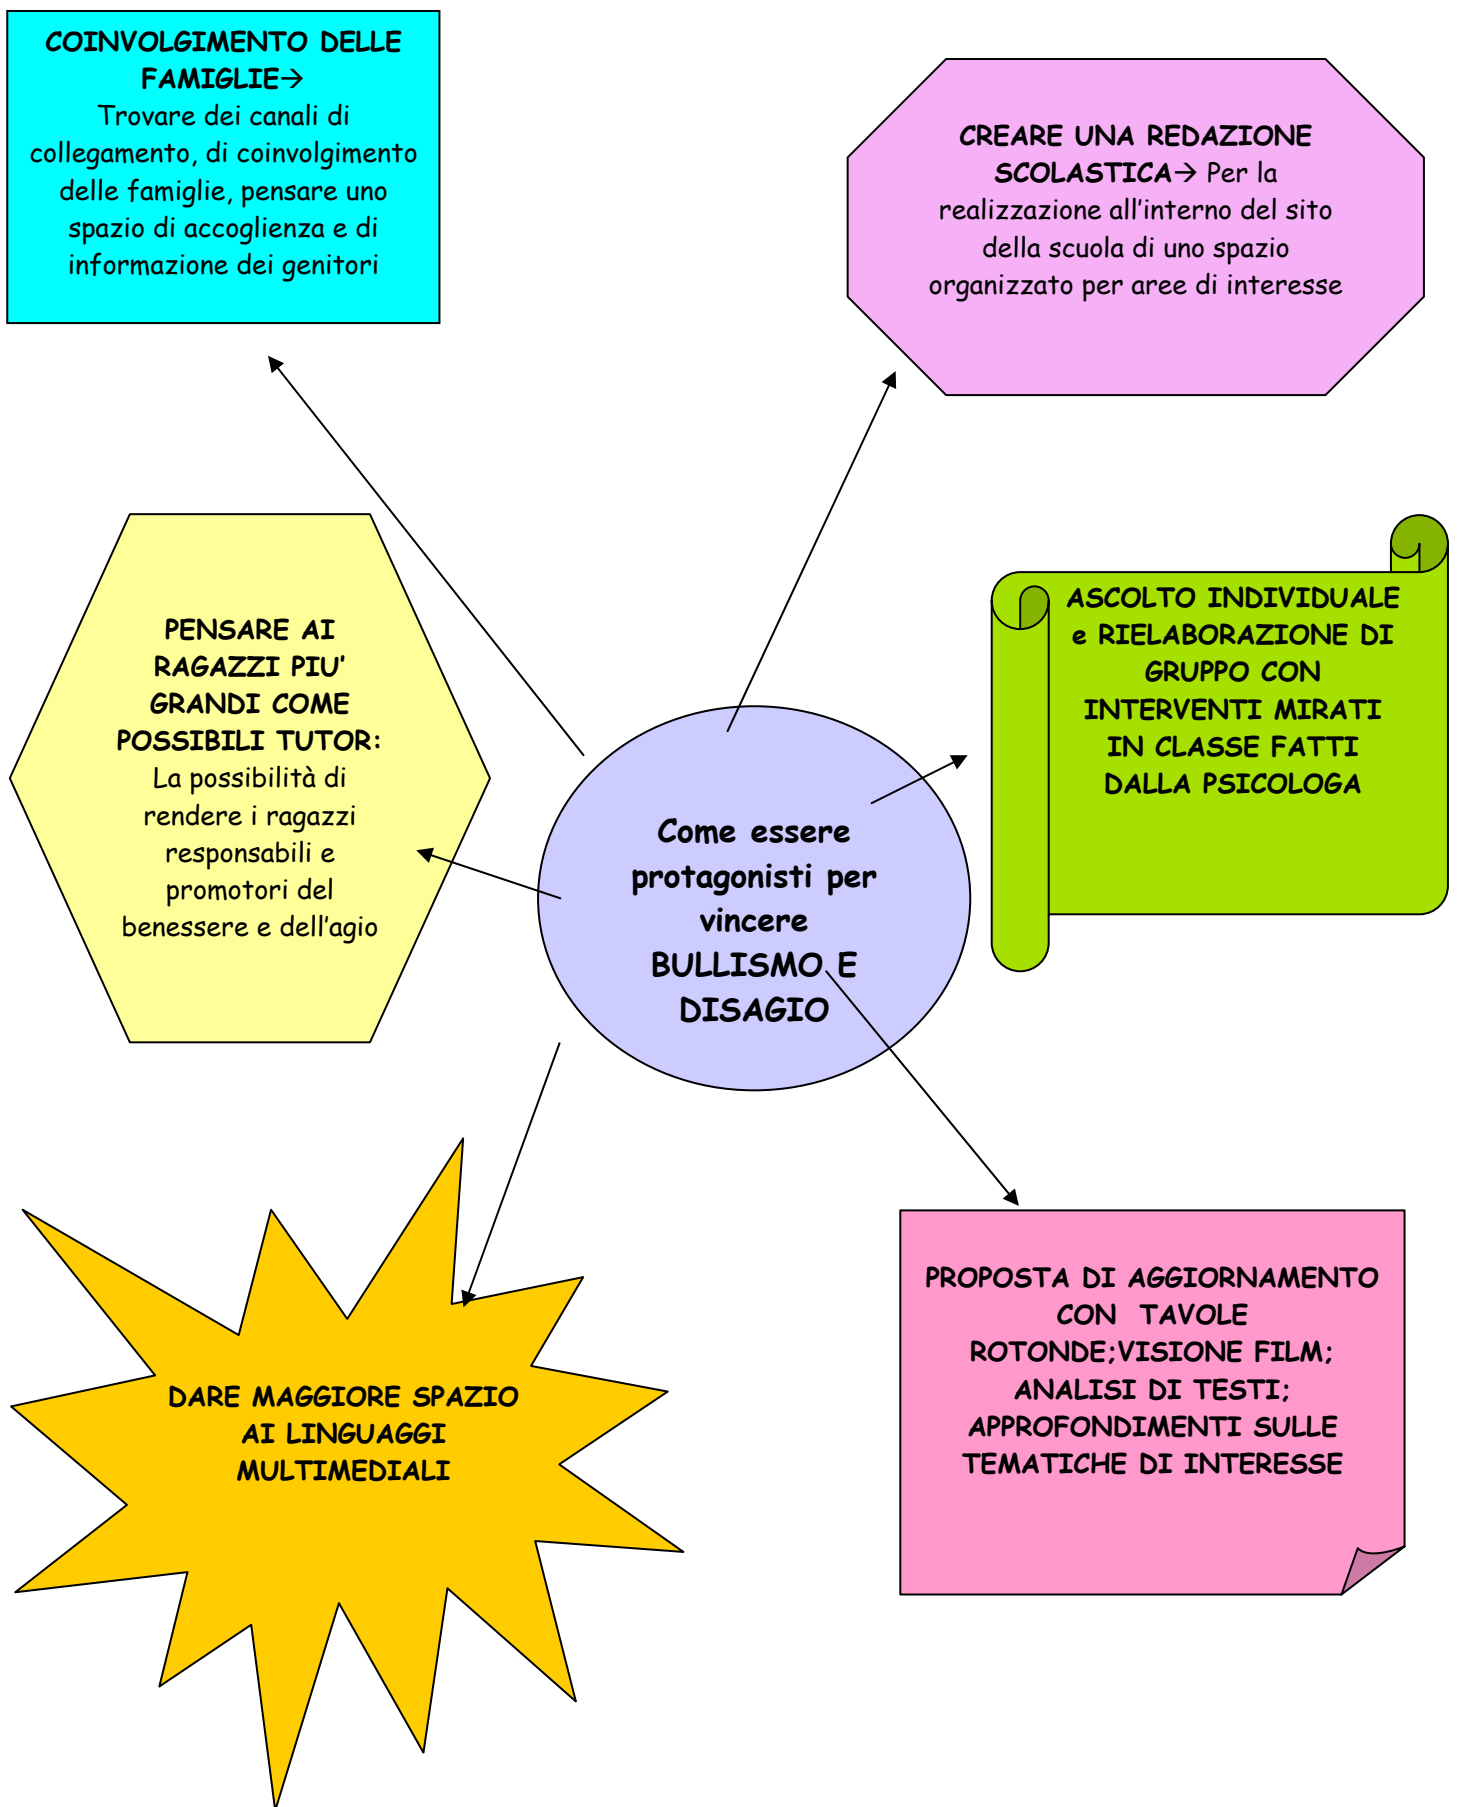 COINVOLGIMENTO DELLE
FAMIGLIE→
Trovare dei canali di
collegamento, di coinvolgimento
delle famiglie, pensare uno
spazio di accoglienza e di
informazione dei genitori
CREARE UNA REDAZIONE
SCOLASTICA→ Per la
realizzazione all'interno del sito
della scuola di uno spazio
organizzato per aree di interesse
PENSARE AI
RAGAZZI PIU'
GRANDI COME
POSSIBILI TUTOR:
La possibilità di
rendere i ragazzi
responsabili e
promotori del
benessere e dell'agio
ASCOLTO INDIVIDUALE
e RIELABORAZIONE DI
GRUPPO CON
INTERVENTI MIRATI
IN CLASSE FATTI
DALLA PSICOLOGA
Come essere
protagonisti per
vincere
BULLISMO E
DISAGIO
DARE MAGGIORE SPAZIO
AI LINGUAGGI
MULTIMEDIALI
PROPOSTA DI AGGIORNAMENTO
CON  TAVOLE
ROTONDE;VISIONE FILM;
ANALISI DI TESTI;
APPROFONDIMENTI SULLE
TEMATICHE DI INTERESSE